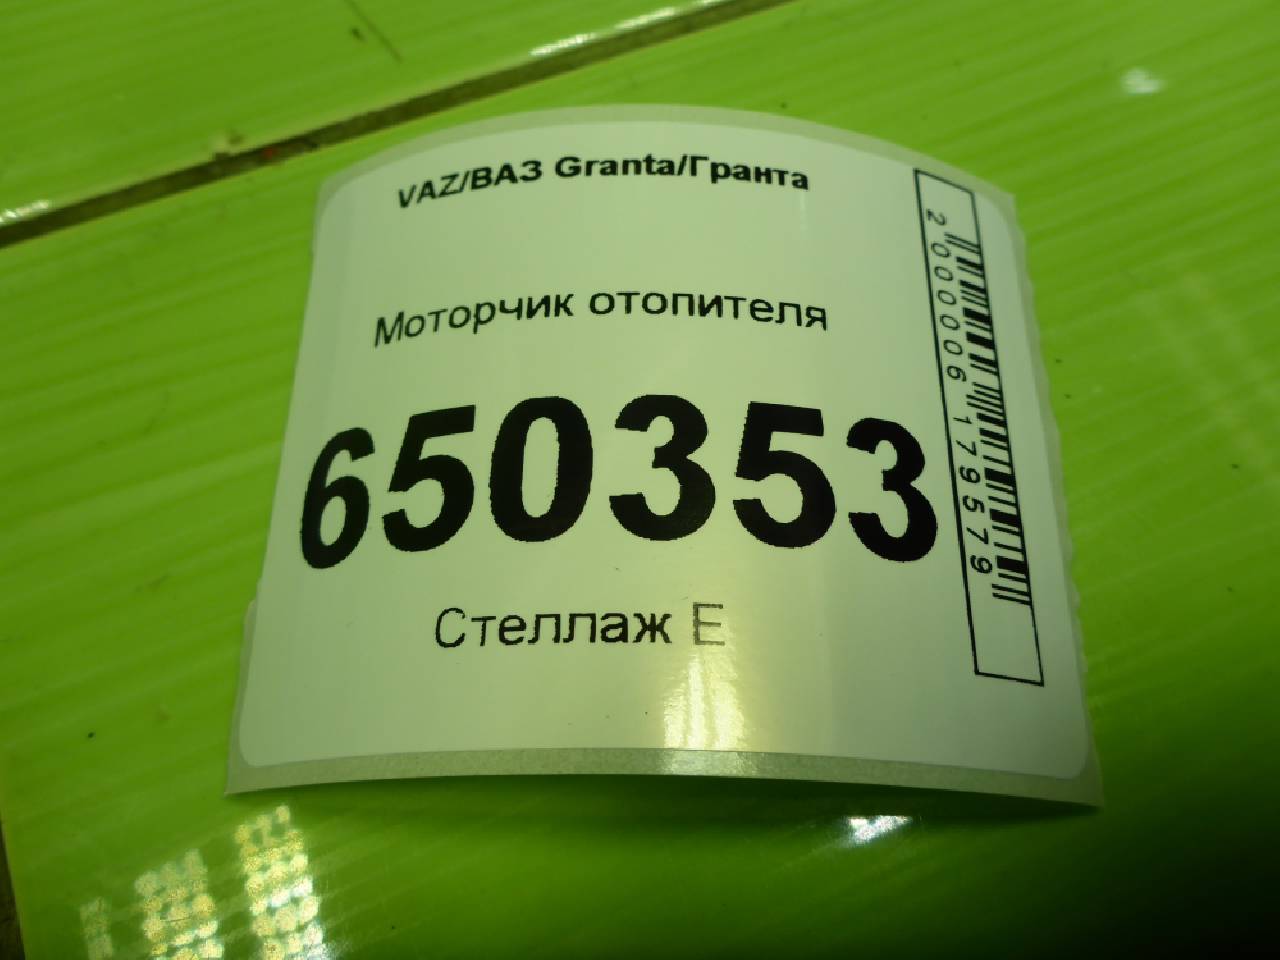 VAZ/ВАЗ Granta/Гранта
Моторчик отопителя
650353
Стеллаж Е
2000006179579